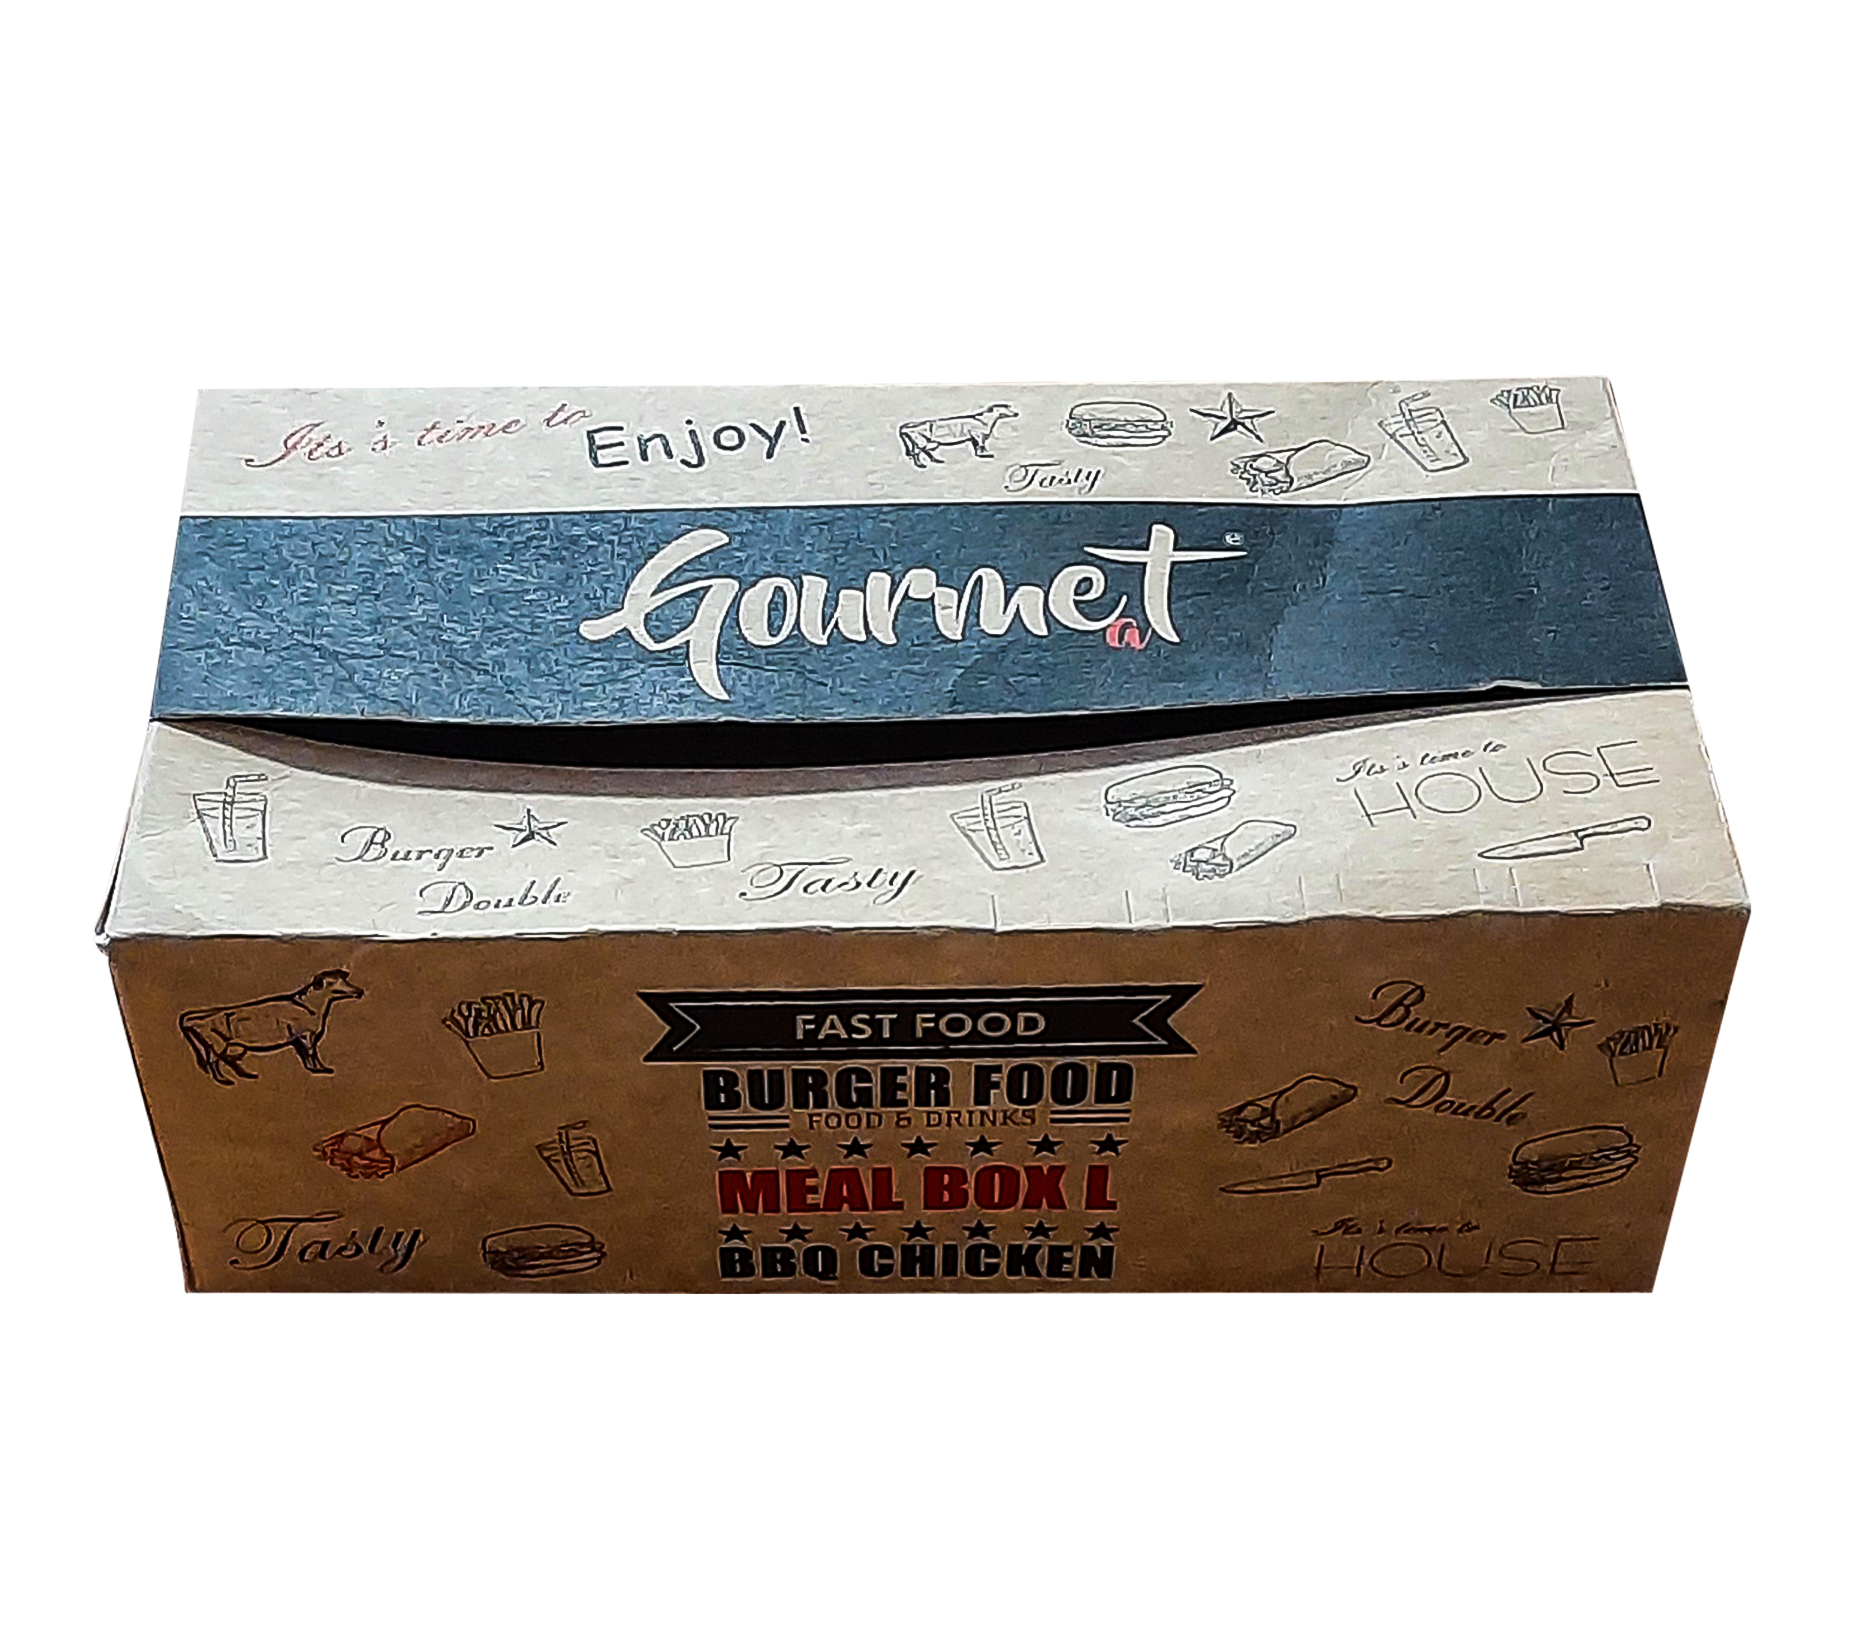 Its's time to Enjoy!
Tasty
Gourmet
Its's time to
HOUSE
Burger
Double
Tasty
FAST FOOD
BURGER FOOD
FOOD & DRINKS
MEAL BOX L
BBQ CHICKEN
Tasty
Burger
Double
Its's time to
HOUSE